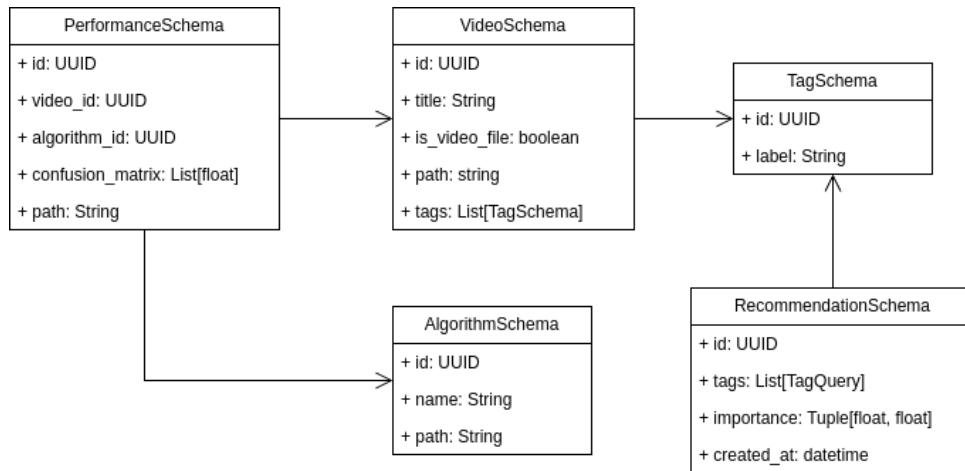 PerformanceSchema
+ id: UUID
+ video_id: UUID
+ algorithm_id: UUID
+ confusion_matrix: List[float]
+ path: String
VideoSchema
+ id: UUID
+ title: String
+ is_video_file: boolean
+ path: string
+ tags: List[TagSchema]
TagSchema
+ id: UUID
+ label: String
AlgorithmSchema
+ id: UUID
+ name: String
+ path: String
RecommendationSchema
+ id: UUID
+ tags: List[TagQuery]
+ importance: Tuple[float, float]
+ created_at: datetime